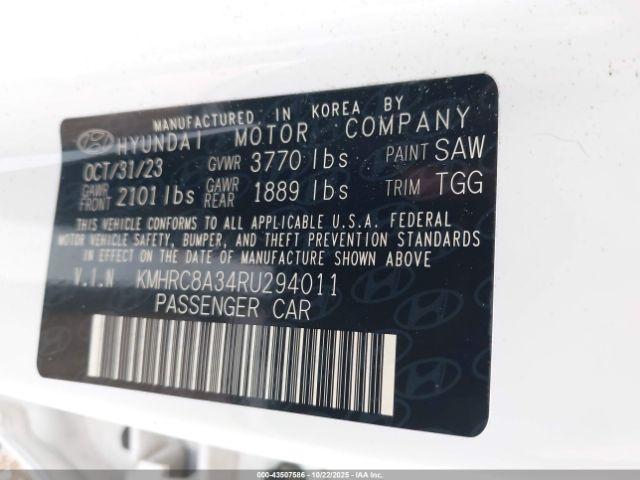 MANUFACTURED IN KOREA BY
HYUNDAI MOTOR COMPANY
OCT/31/23 GVWR 3770 lbs PAINT SAW
GAWR FRONT 2101 lbs GAWR REAR 1889 lbs TRIM TGG
THIS VEHICLE CONFORMS TO ALL APPLICABLE U.S.A. FEDERAL
MOTOR VEHICLE SAFETY, BUMPER, AND THEFT PREVENTION STANDARDS
IN EFFECT ON THE DATE OF MANUFACTURE SHOWN ABOVE.
V.I.N KMHRC8A34RU294011
PASSENGER CAR
000-43507586 - 10/22/2025 - IAAI.COM